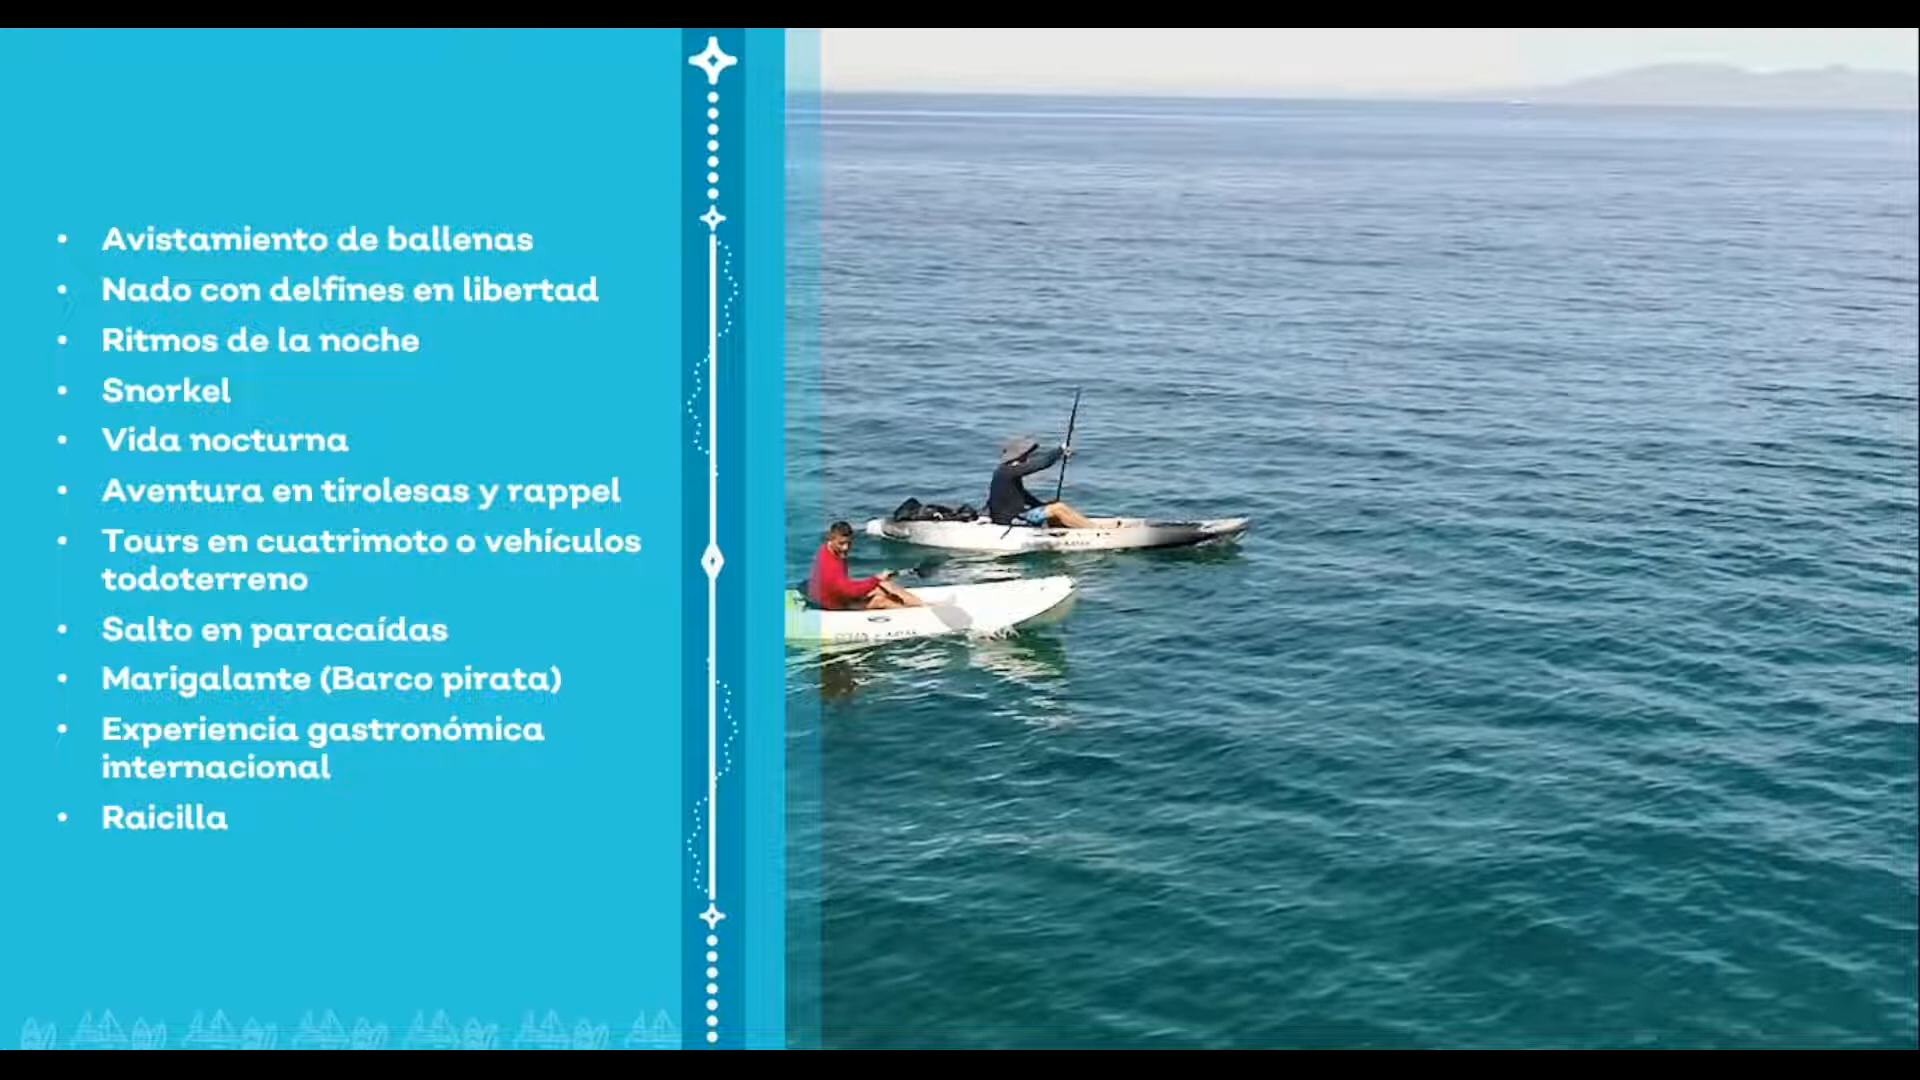 • Avistamiento de ballenas
• Nado con delfines en libertad
• Ritmos de la noche
• Snorkel
• Vida nocturna
• Aventura en tirolesas y rappel
• Tours en cuatrimoto o vehículos
todoterreno
• Salto en paracaídas
• Marigalante (Barco pirata)
• Experiencia gastronómica
internacional
• Raicilla